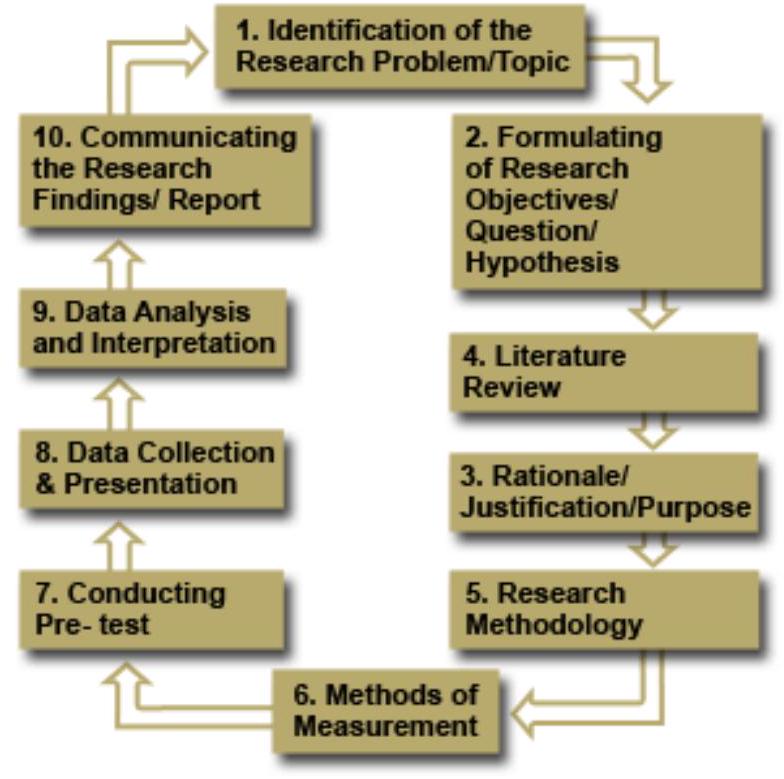 1. Identification of the
Research Problem/Topic
2. Formulating
of Research
Objectives/
Question/
Hypothesis
4. Literature
Review
3. Rationale/
Justification/Purpose
5. Research
Methodology
6. Methods of
Measurement
7. Conducting
Pre- test
8. Data Collection
& Presentation
9. Data Analysis
and Interpretation
10. Communicating
the Research
Findings/ Report